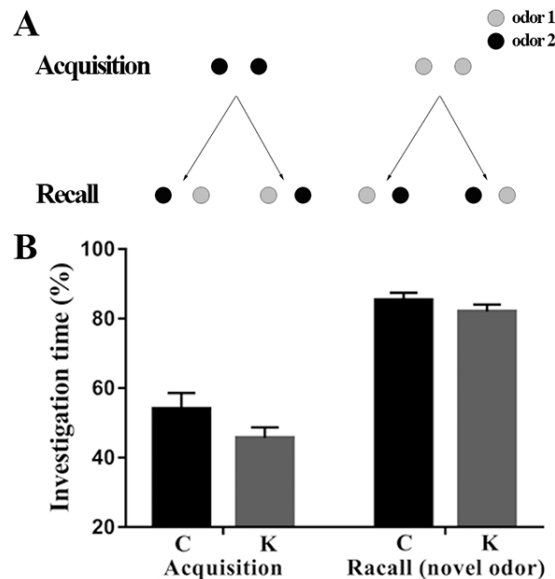 A
odor 1
odor 2
Acquisition
Recall
B
Investigation time (%)
100
80
60
40
20
C K C K
Acquisition Racall (novel odor)